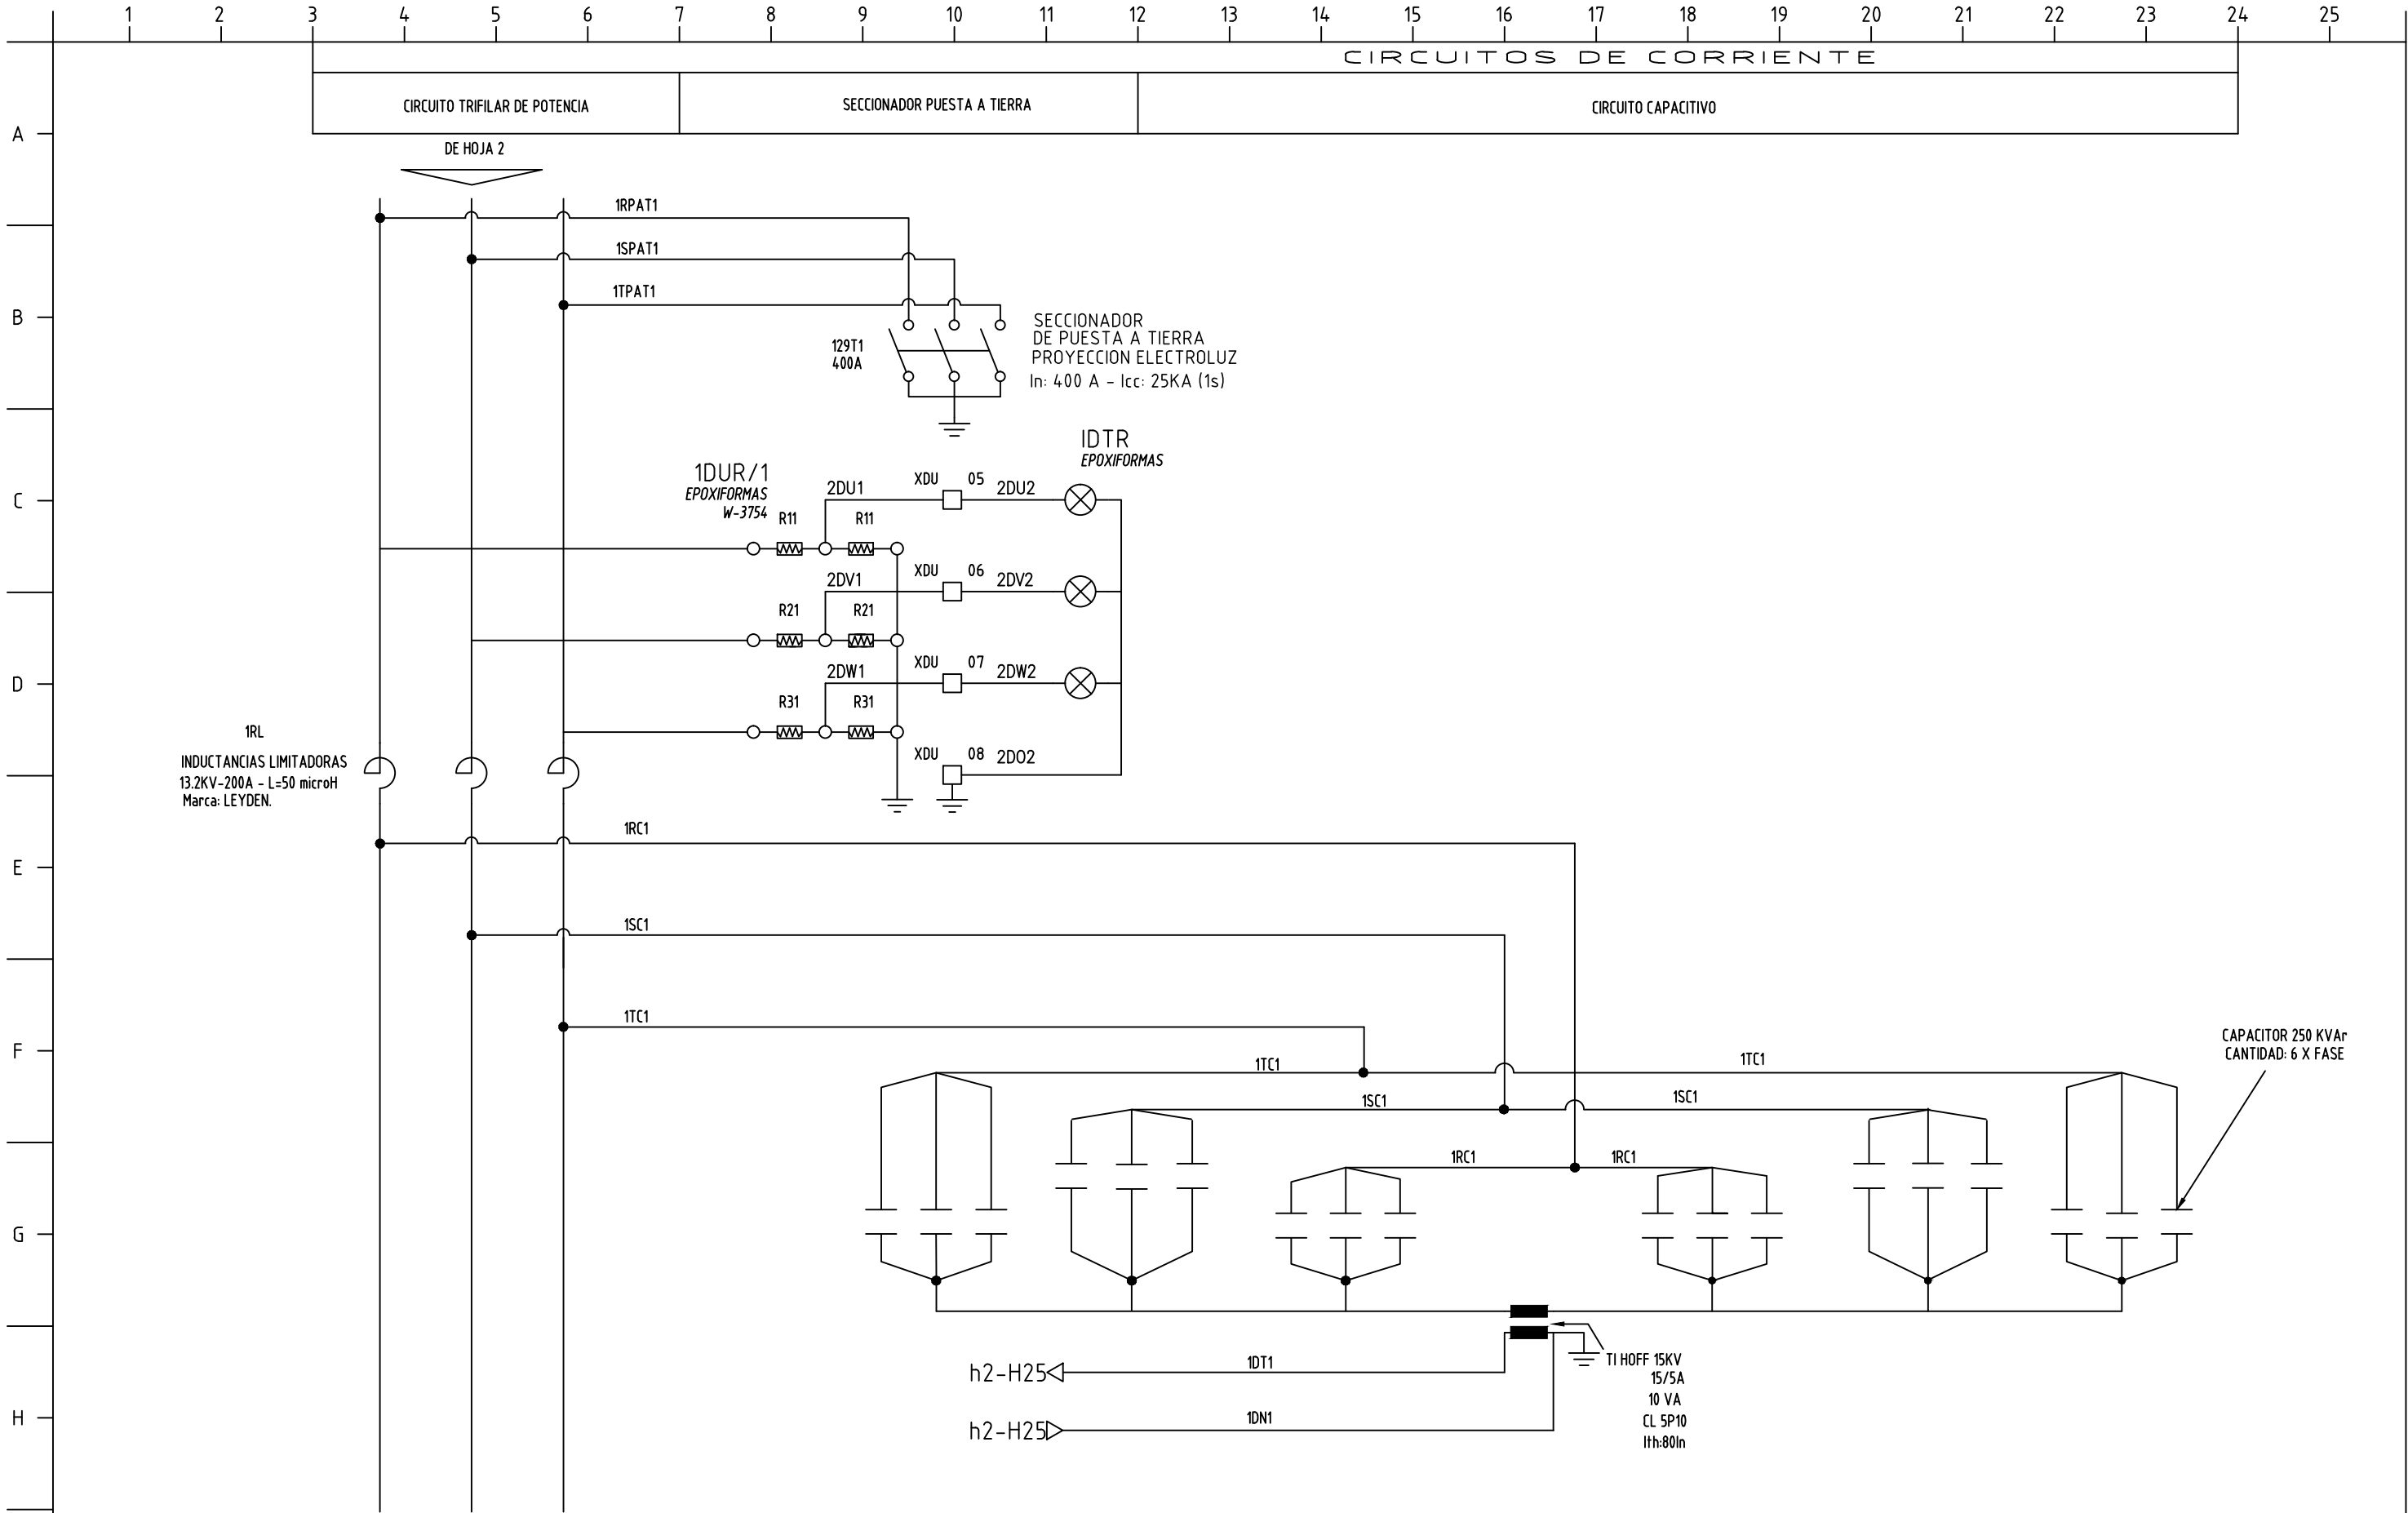 1 2 3 4 5 6 7 8 9 10 11 12 13 14 15 16 17 18 19 20 21 22 23 24 25
CIRCUITOS DE CORRIENTE
CIRCUITO TRIFILAR DE POTENCIA
SECCIONADOR PUESTA A TIERRA
CIRCUITO CAPACITIVO
A
DE HOJA 2
1RPAT1
1SPAT1
1TPAT1
B
129T1
400A
SECCIONADOR
DE PUESTA A TIERRA
PROYECCION ELECTROLUZ
In: 400 A - Icc: 25KA (1s)
IDTR
EPOXIFORMAS
1DUR/1
EPOXIFORMAS
W-3754
C
2DU1
XDU 05
2DU2
R11
R11
2DV1
XDU 06
2DV2
R21
R21
D
2DW1
XDU 07
2DW2
R31
R31
XDU 08
2DO2
1RL
INDUCTANCIAS LIMITADORAS
13.2KV-200A - L=50 microH
Marca: LEYDEN.
1RC1
E
1SC1
1TC1
F
CAPACITOR 250 KVAr
CANTIDAD: 6 X FASE
1TC1
1TC1
1SC1
1SC1
1RC1
1RC1
G
h2-H25
1DT1
TI HOFF 15KV
15/5A
10 VA
CL 5P10
Ith:80In
H
h2-H25
1DN1